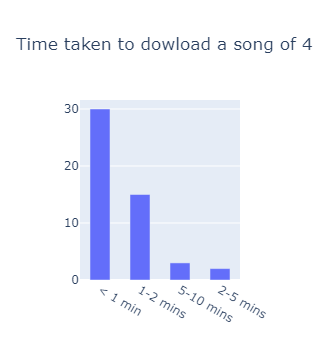 Time taken to dowload a song of 4
30
20
10
0
< 1 min
1-2 mins
5-10 mins
2-5 mins